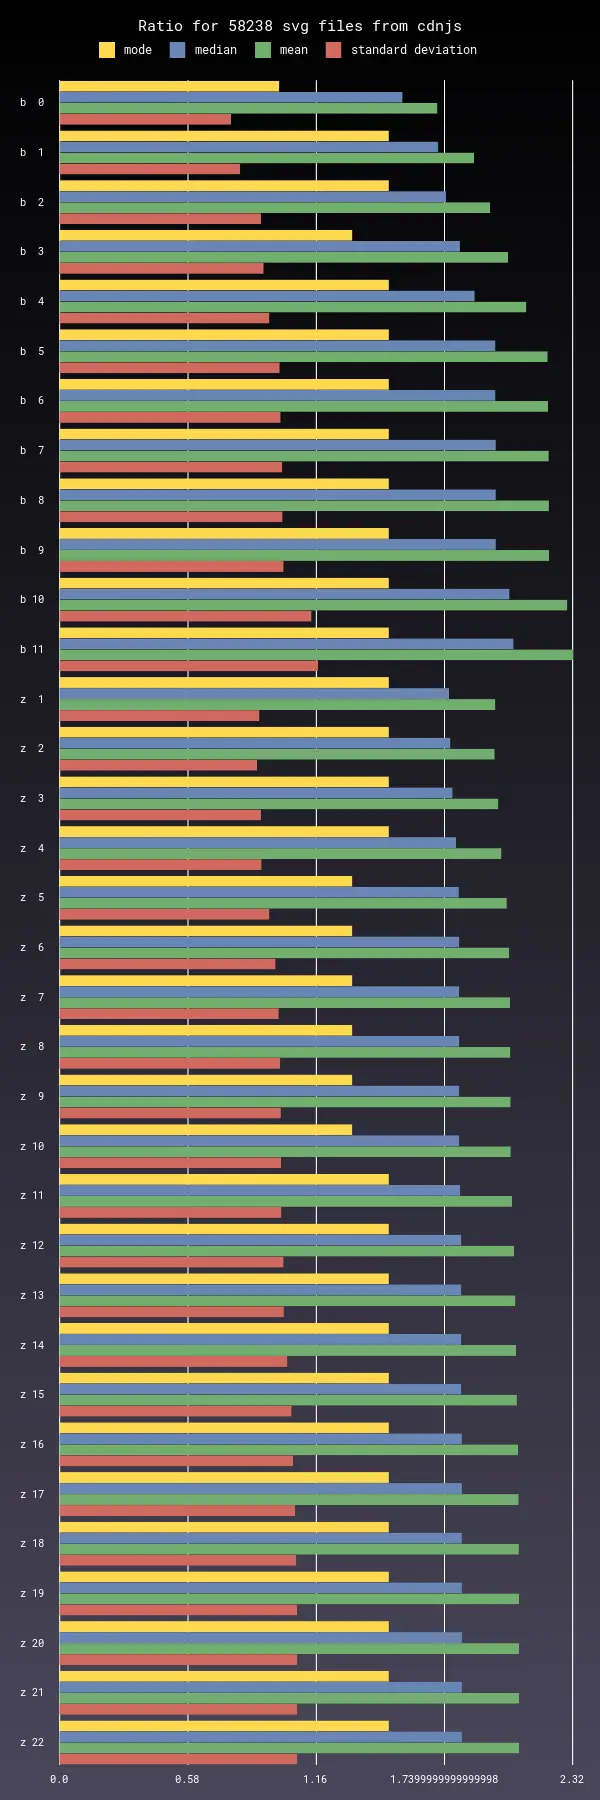 Ratio for 58238 svg files from cdnjs
mode median mean standard deviation
b 0
b 1
b 2
b 3
b 4
b 5
b 6
b 7
b 8
b 9
b 10
b 11
z 1
z 2
z 3
z 4
z 5
z 6
z 7
z 8
z 9
z 10
z 11
z 12
z 13
z 14
z 15
z 16
z 17
z 18
z 19
z 20
z 21
z 22
0.0 0.58 1.16 1.7399999999999998 2.32